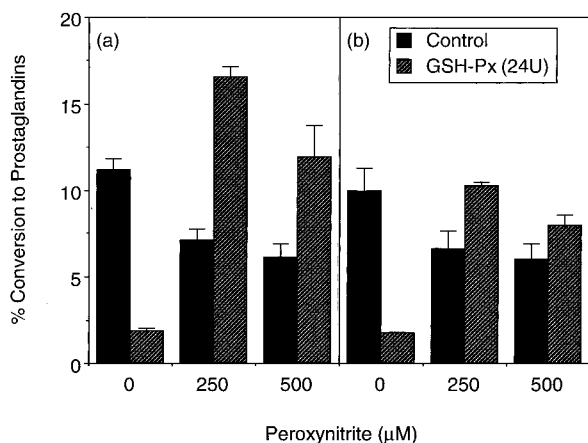 20
(a)
(b)
Control
GSH-Px (24U)
15
10
5
0
% Conversion to Prostaglandins
0 250 500 0 250 500
Peroxynitrite (μM)